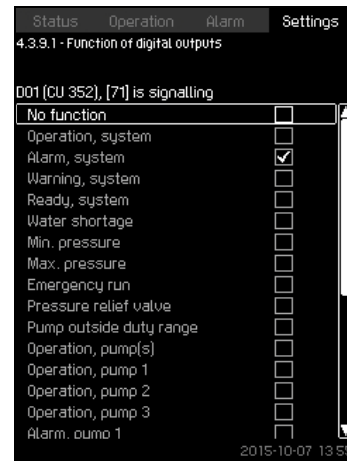 Status Operation Alarm Settings
4.3.9.1 - Function of digital outputs
DO1 (CU 352), [71] is signalling
No function
Operation, system
Alarm, system
Warning, system
Ready, system
Water shortage
Min. pressure
Max. pressure
Emergency run
Pressure relief valve
Pump outside duty range
Operation, pump(s)
Operation, pump 1
Operation, pump 2
Operation, pump 3
Alarm, pump 1
2015-10-07 13:55